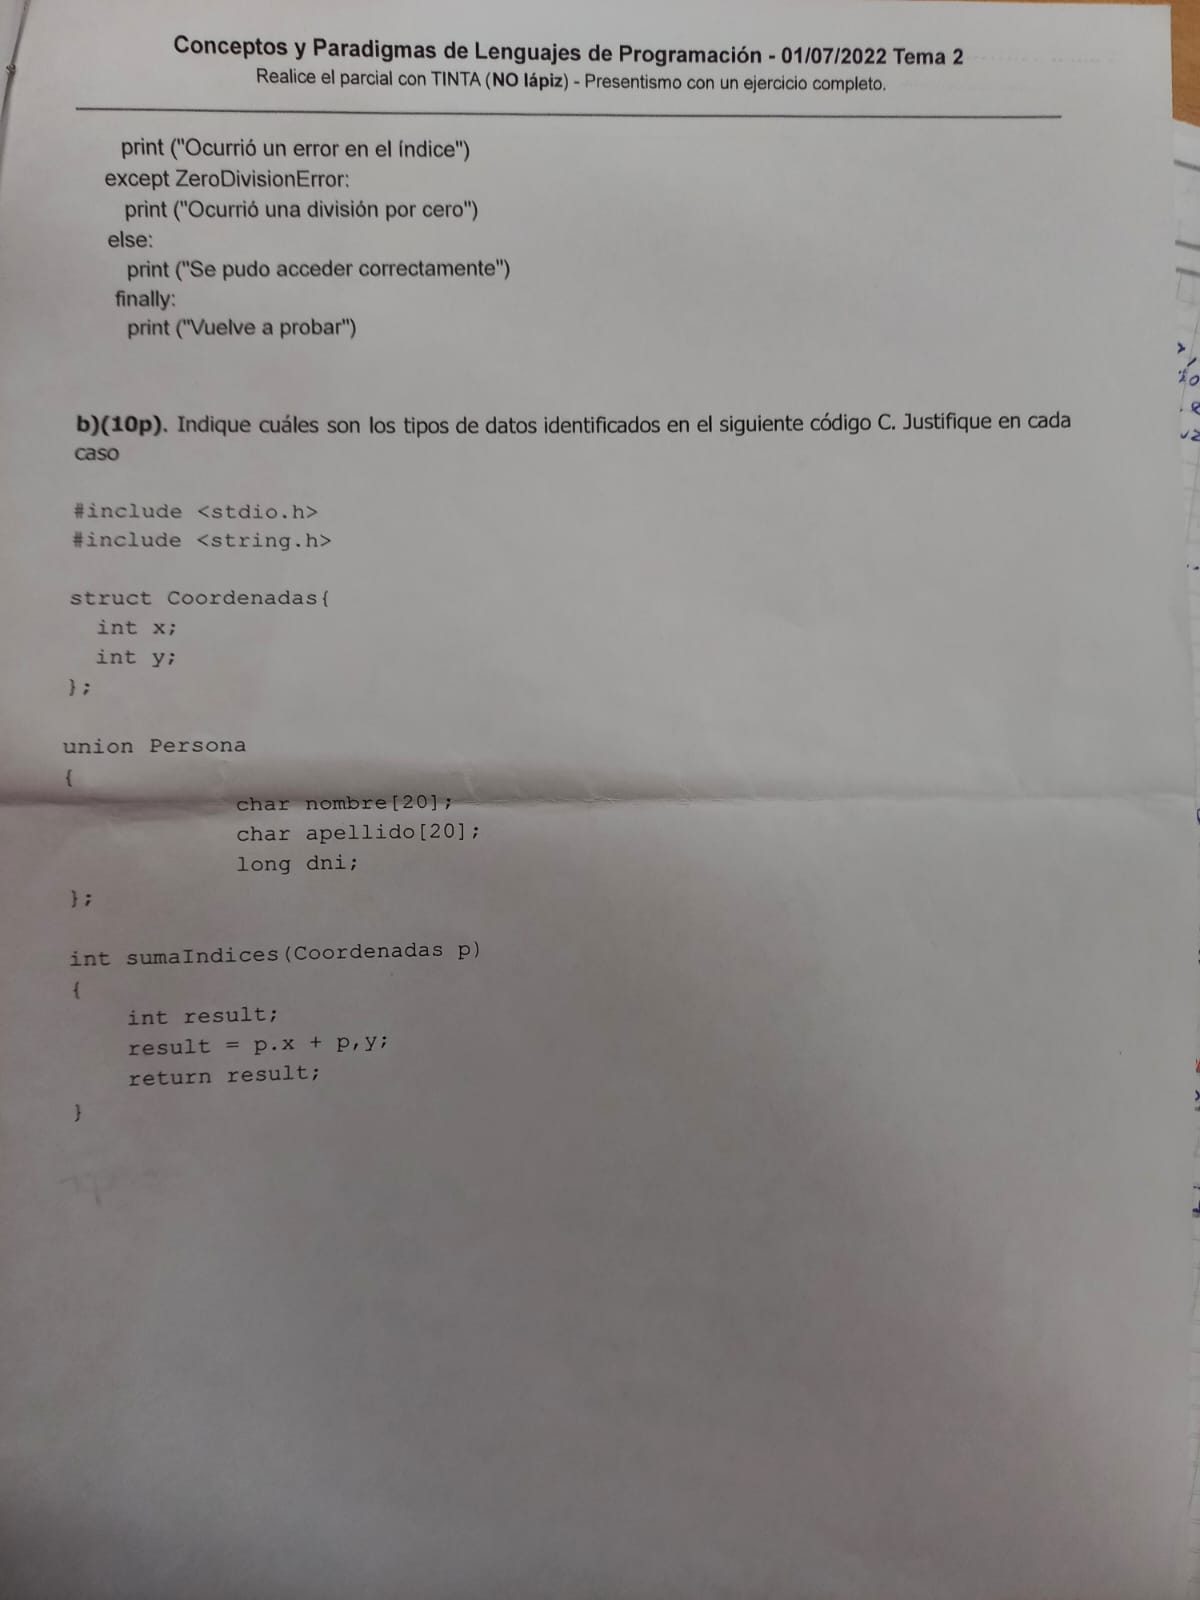 Conceptos y Paradigmas de Lenguajes de Programación - 01/07/2022 Tema 2
Realice el parcial con TINTA (NO lápiz) - Presentismo con un ejercicio completo.
print ("Ocurrió un error en el índice")
except ZeroDivisionError:
print ("Ocurrió una división por cero")
else:
print ("Se pudo acceder correctamente")
finally:
print ("Vuelve a probar")
b)(10p). Indique cuáles son los tipos de datos identificados en el siguiente código C. Justifique en cada
caso
#include <stdio.h>
#include <string.h>
struct Coordenadas{
int x;
int y;
};
union Persona
{
char nombre[20];
char apellido[20];
long dni;
};
int sumaIndices(Coordenadas p)
{
int result;
result = p.x + p,y;
return result;
}